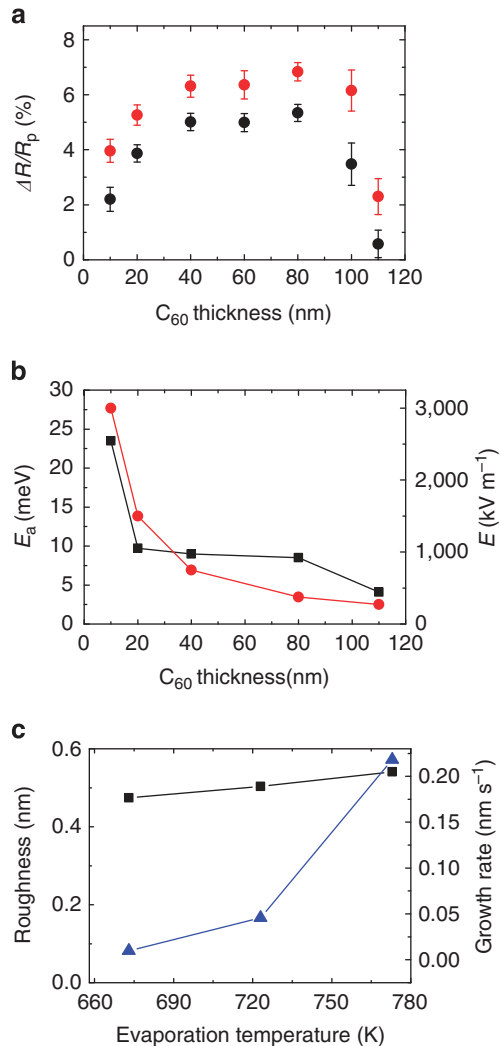 a
8
6
4
2
0
ΔR/Rp (%)
0 20 40 60 80 100 120
C60 thickness (nm)
b
30
25
20
15
10
5
0
Ea (meV)
3,000
2,000
1,000
0
E (kV m−1)
0 20 40 60 80 100 120
C60 thickness(nm)
c
0.6
0.4
0.2
0.0
Roughness (nm)
0.20
0.15
0.10
0.05
0.00
Growth rate (nm s−1)
660 690 720 750 780
Evaporation temperature (K)